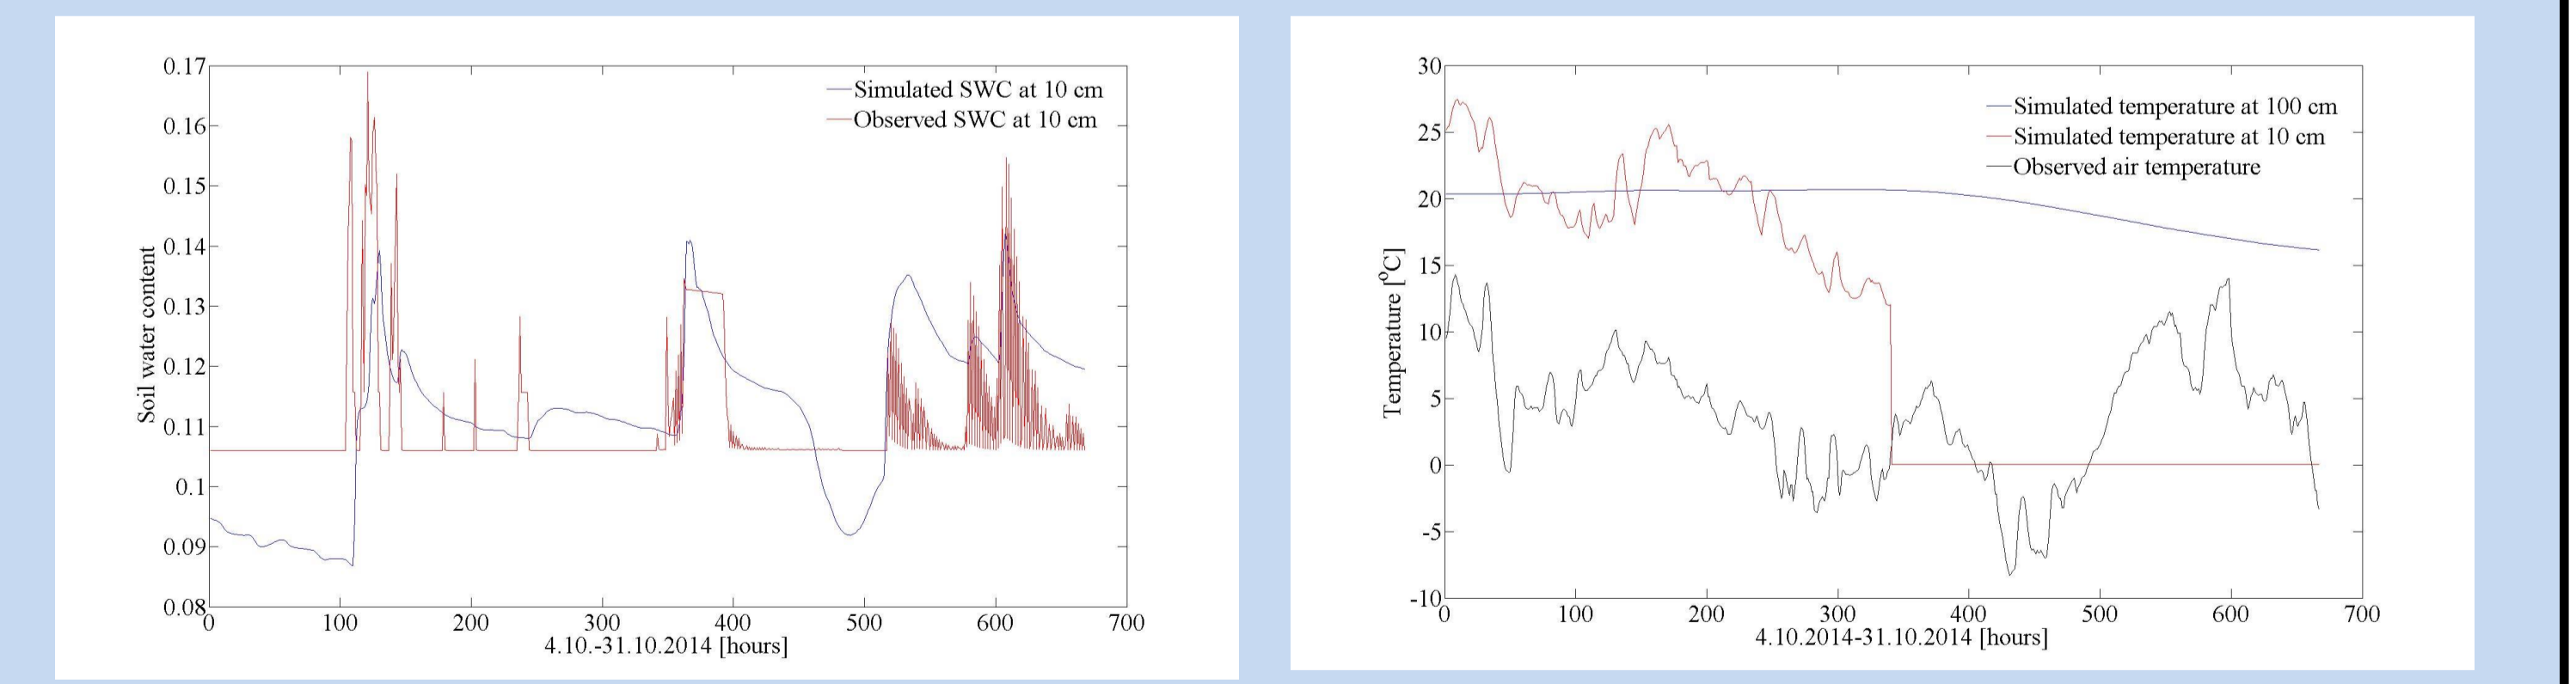 0.17
0.16
0.15
0.14
0.13
0.12
0.11
0.1
0.09
0.08
Soil water content
Simulated SWC at 10 cm
Observed SWC at 10 cm
0 100 200 300 400 500 600 700
4.10.-31.10.2014 [hours]
30
25
20
15
10
5
0
-5
-10
Temperature [°C]
Simulated temperature at 100 cm
Simulated temperature at 10 cm
Observed air temperature
0 100 200 300 400 500 600 700
4.10.2014-31.10.2014 [hours]